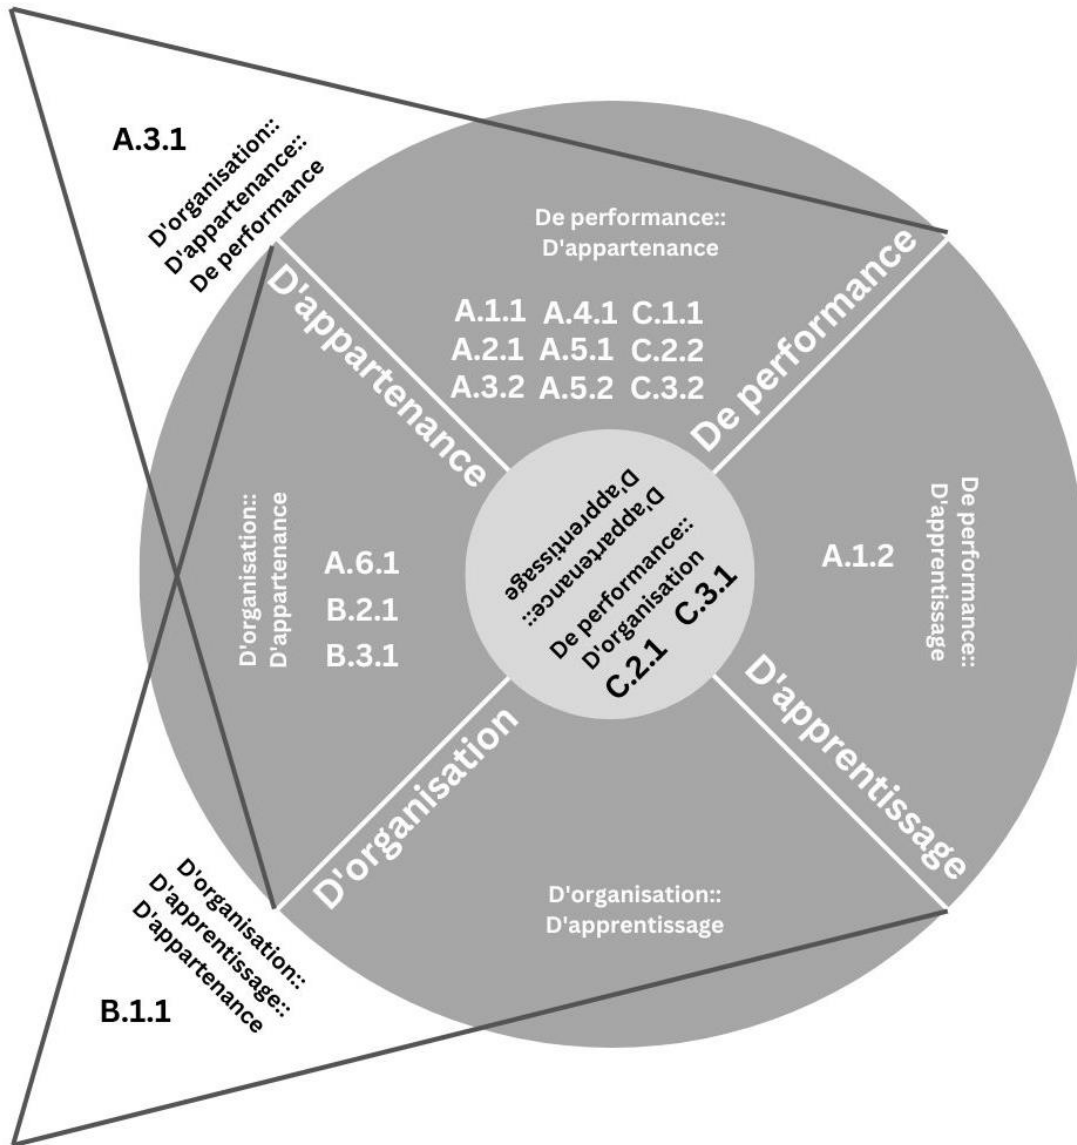 A.3.1
D'organisation::
D'appartenance::
De performance
De performance::
D'appartenance
A.1.1 A.4.1 C.1.1
A.2.1 A.5.1 C.2.2
A.3.2 A.5.2 C.3.2
D'appartenance
De performance
D'organisation::
D'appartenance
A.6.1
B.2.1
B.3.1
D'appartenance::
D'apprentissage
De performance::
D'organisation
C.2.1 C.3.1
A.1.2
De performance::
D'apprentissage
D'organisation
D'apprentissage
D'organisation::
D'apprentissage
D'organisation::
D'apprentissage::
D'appartenance
B.1.1